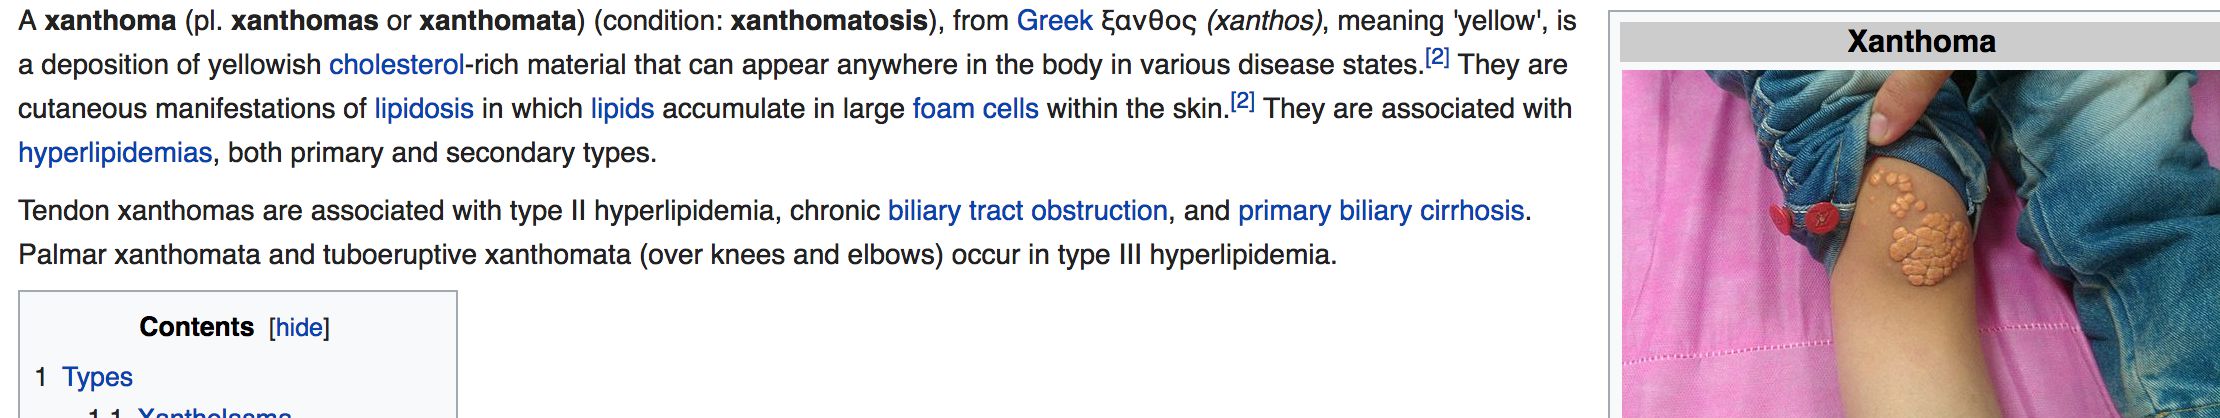 A xanthoma (pl. xanthomas or xanthomata) (condition: xanthomatosis), from Greek ξανθος (xanthos), meaning 'yellow', is
a deposition of yellowish cholesterol-rich material that can appear anywhere in the body in various disease states.[2] They are
cutaneous manifestations of lipidosis in which lipids accumulate in large foam cells within the skin.[2] They are associated with
hyperlipidemias, both primary and secondary types.
Tendon xanthomas are associated with type II hyperlipidemia, chronic biliary tract obstruction, and primary biliary cirrhosis.
Palmar xanthomata and tuboeruptive xanthomata (over knees and elbows) occur in type III hyperlipidemia.
Contents [hide]
1 Types
1.1 Xanthelasma
Xanthoma